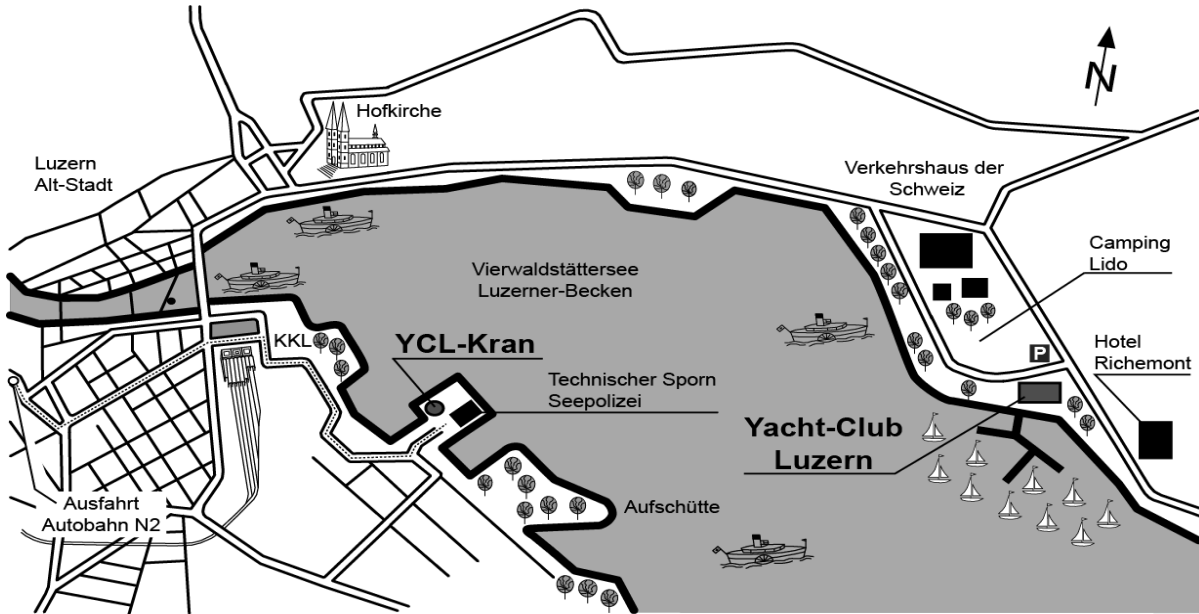 N
Hofkirche
Luzern
Alt-Stadt
Verkehrshaus der
Schweiz
Camping
Lido
Vierwaldstättersee
Luzerner-Becken
KKL
YCL-Kran
P
Hotel
Richemont
Technischer Sporn
Seepolizei
Yacht-Club
Luzern
Ausfahrt
Autobahn N2
Aufschütte